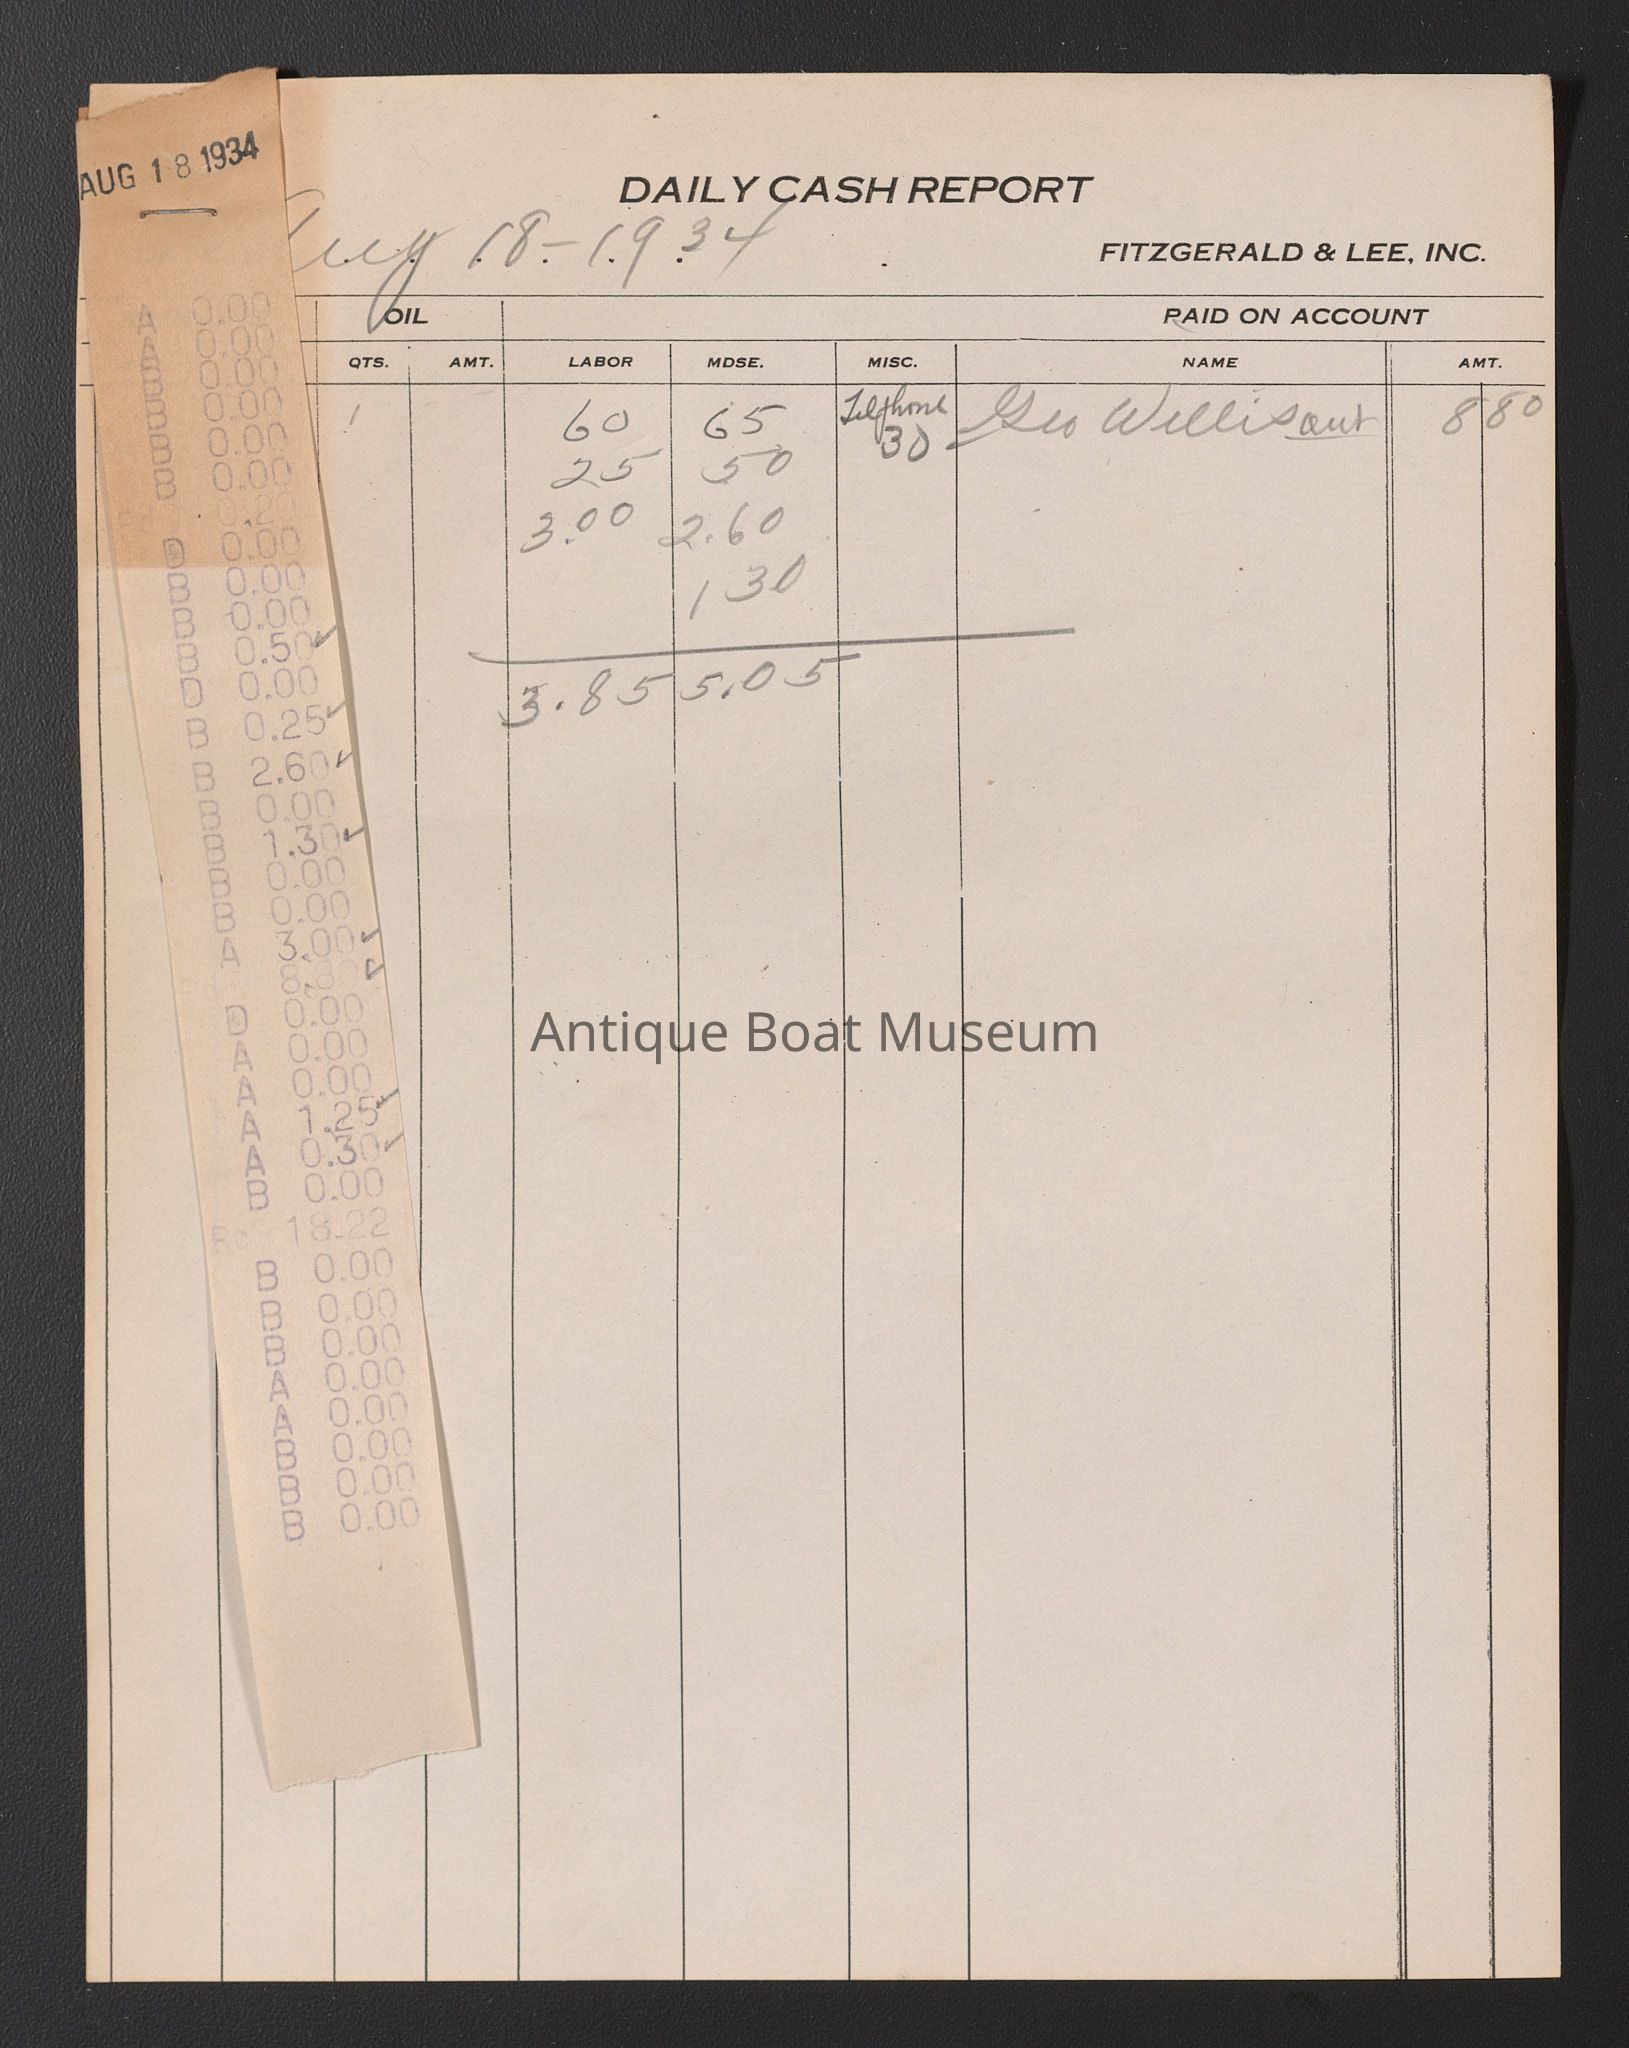 AUG 18 1934
DAILY CASH REPORT
Aug 18-1934
FITZGERALD & LEE, INC.
OIL PAID ON ACCOUNT
QTS. AMT. LABOR MDSE. MISC. NAME AMT.
1 60 65 Telphone 30 Geo Willis 8 80
25 50
3.00 2.60
1 30
3.85 5.05
A 0.00
A 0.00
B 0.00
B 0.00
B 0.00
B 0.00
D 0.00
B 0.00
B 0.00
B 0.50
D 0.00
B 0.25
B 2.60
B 0.00
B 1.30
B 0.00
B 0.00
A 3.00
D 0.00
A 0.00
A 0.00
A 1.25
A 0.30
B 0.00
18.22
B 0.00
B 0.00
B 0.00
A 0.00
A 0.00
B 0.00
B 0.00
B 0.00
Antique Boat Museum